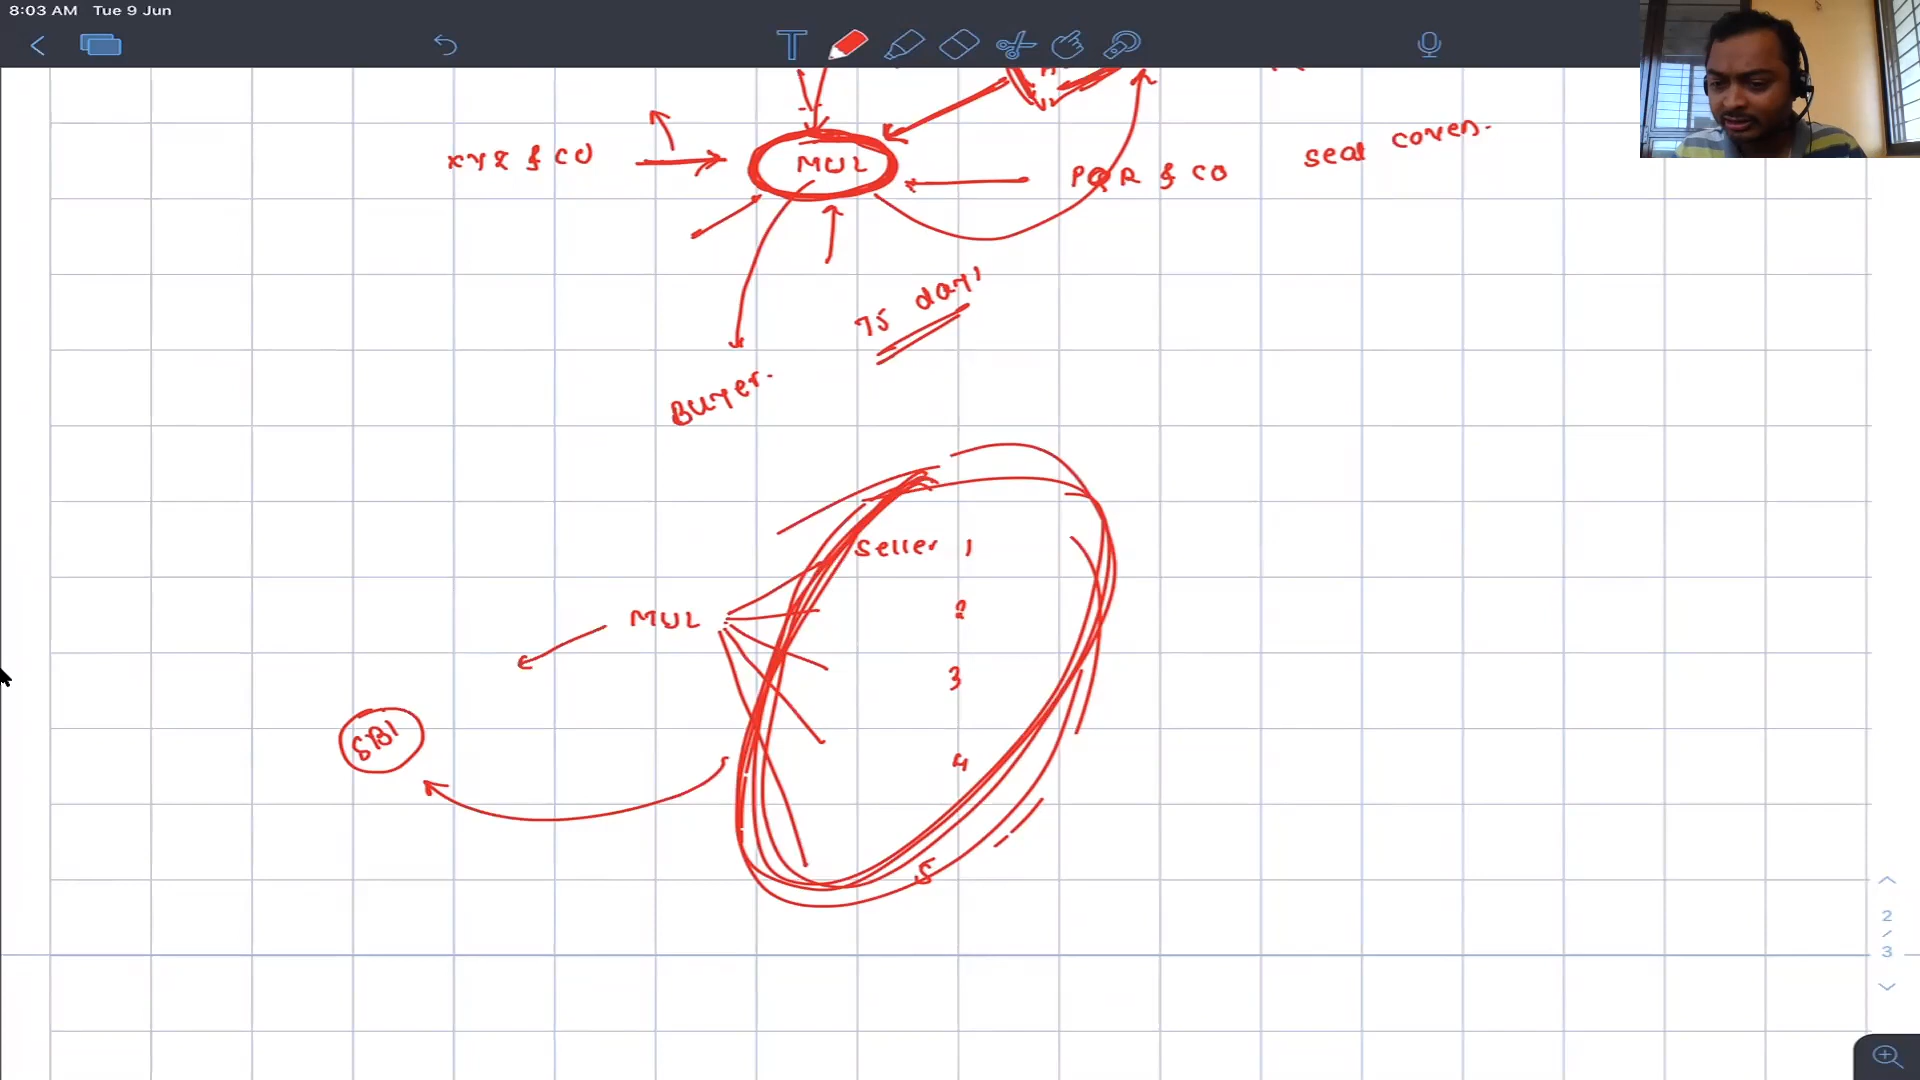 8:03 AM Tue 9 Jun
XYZ & CO
MUL
PQR & CO
seat cover.
75 days
Buyer.
Seller 1
2
MUL
3
SBI
4
5
2
/
3